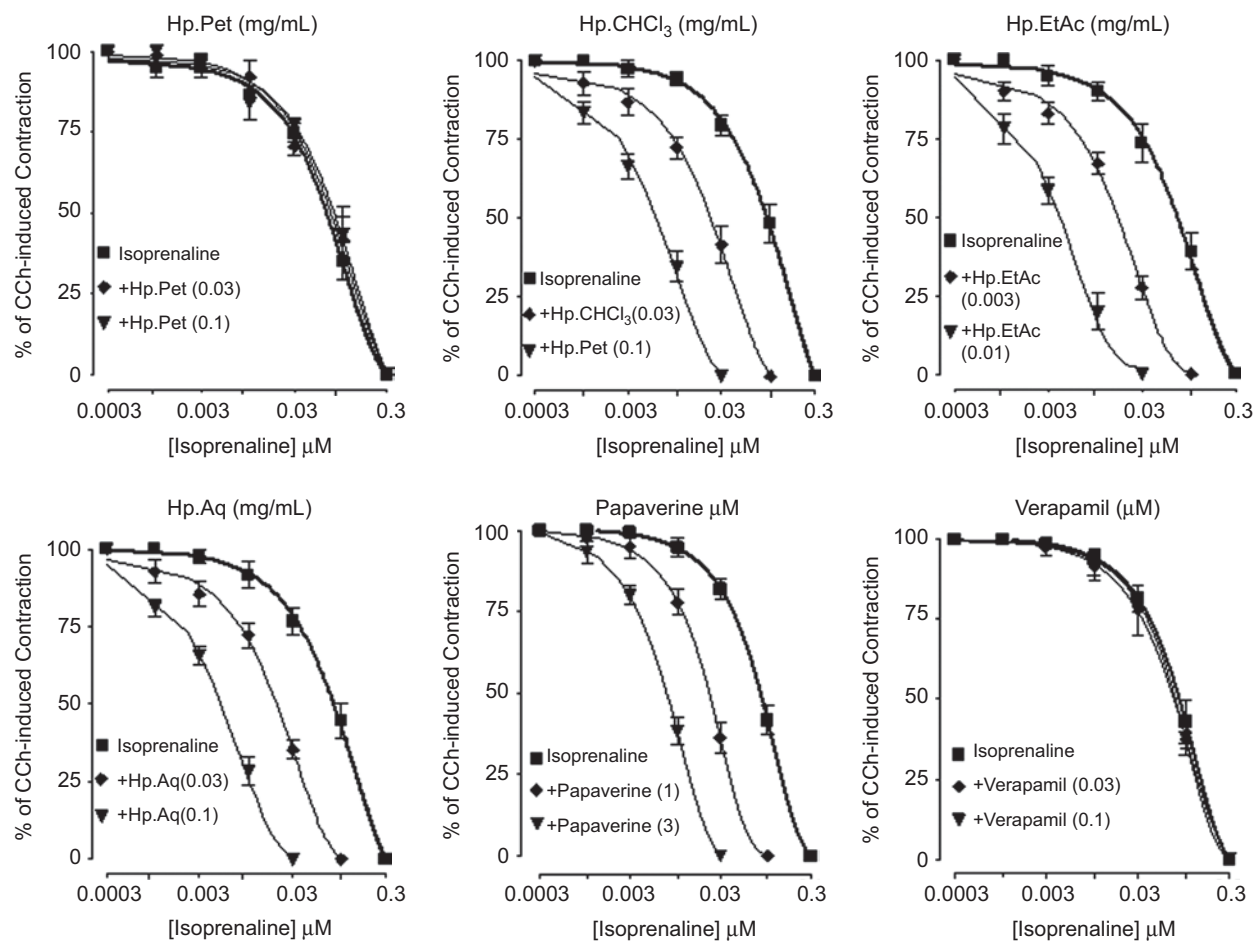 Hp.Pet (mg/mL)
% of CCh-induced Contraction
100
75
50
25
0
Isoprenaline
+Hp.Pet (0.03)
+Hp.Pet (0.1)
0.0003 0.003 0.03 0.3
[Isoprenaline] µM
Hp.CHCl₃ (mg/mL)
% of CCh-induced Contraction
100
75
50
25
0
Isoprenaline
+Hp.CHCl₃(0.03)
+Hp.Pet (0.1)
0.0003 0.003 0.03 0.3
[Isoprenaline] µM
Hp.EtAc (mg/mL)
% of CCh-induced Contraction
100
75
50
25
0
Isoprenaline
+Hp.EtAc
(0.003)
+Hp.EtAc
(0.01)
0.0003 0.003 0.03 0.3
[Isoprenaline] µM
Hp.Aq (mg/mL)
% of CCh-induced Contraction
100
75
50
25
0
Isoprenaline
+Hp.Aq(0.03)
+Hp.Aq(0.1)
0.0003 0.003 0.03 0.3
[Isoprenaline] µM
Papaverine µM
% of CCh-induced Contraction
100
75
50
25
0
Isoprenaline
+Papaverine (1)
+Papaverine (3)
0.0003 0.003 0.03 0.3
[Isoprenaline] µM
Verapamil (µM)
% of CCh-induced Contraction
100
75
50
25
0
Isoprenaline
+Verapamil (0.03)
+Verapamil (0.1)
0.0003 0.003 0.03 0.3
[Isoprenaline] µM